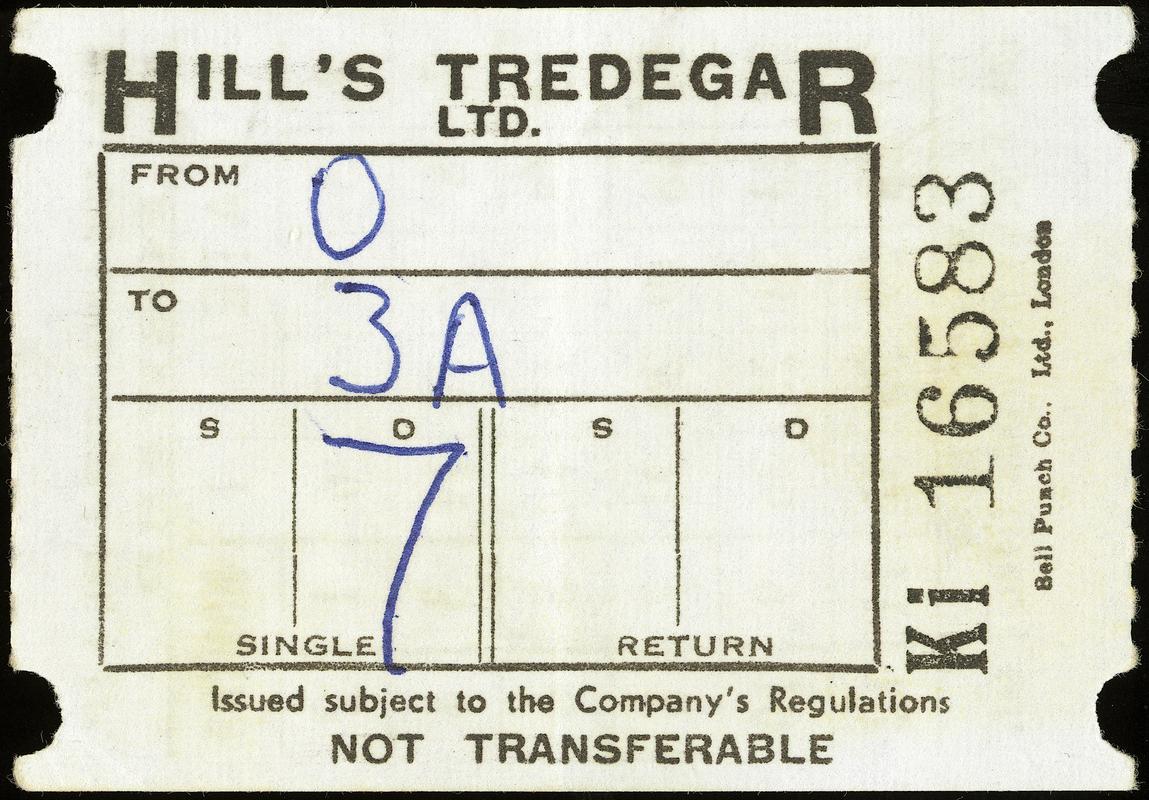 HILL'S TREDEGAR
LTD.
FROM 0
TO 3A
S D S D
7
SINGLE RETURN
Issued subject to the Company's Regulations
NOT TRANSFERABLE
Ki 16583
Bell Punch Co., Ltd., London